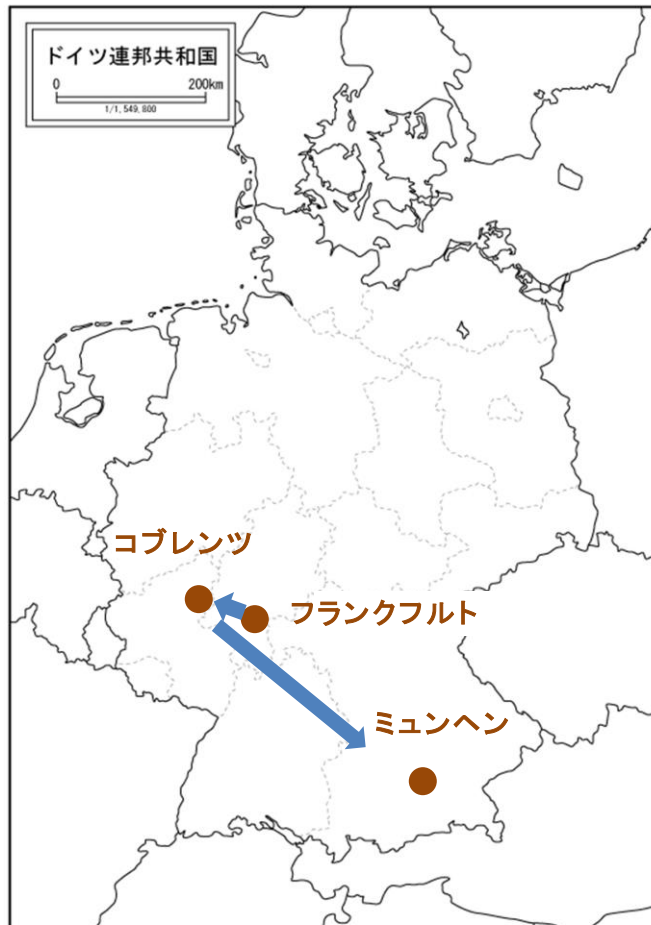 ドイツ連邦共和国
0 200km
1/1,549,800
コブレンツ
フランクフルト
ミュンヘン